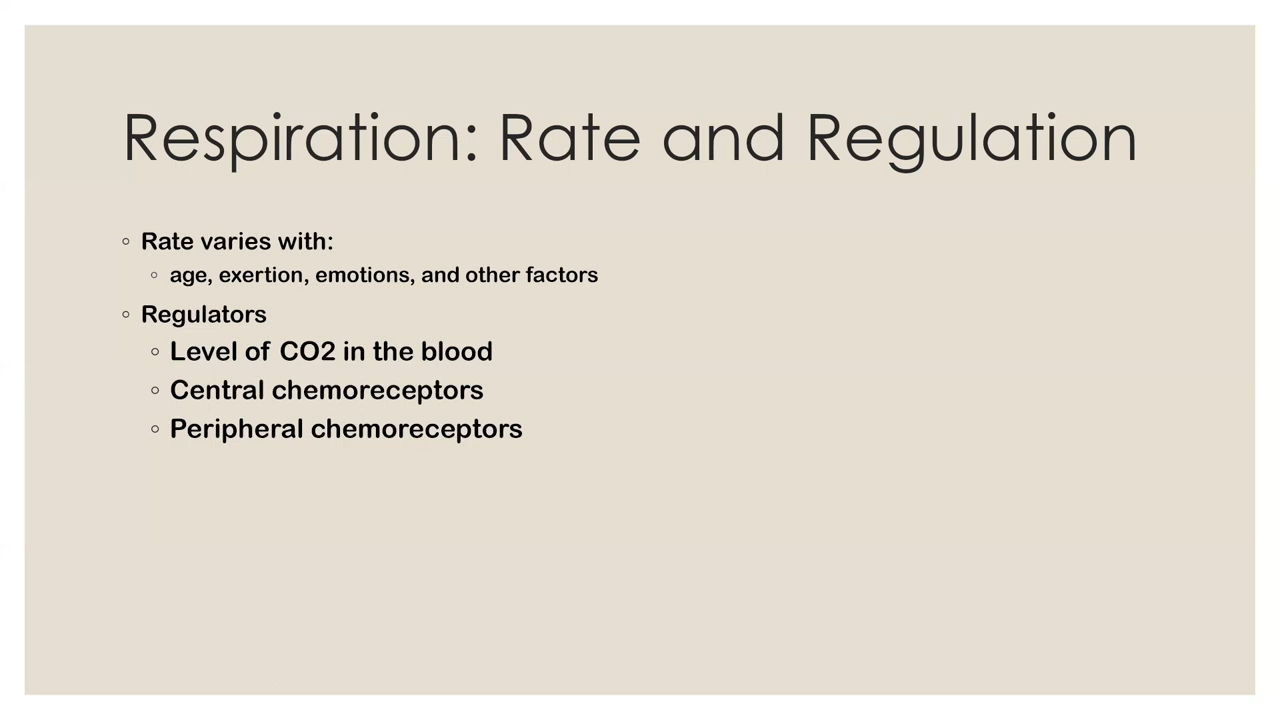 Respiration: Rate and Regulation
◦ Rate varies with:
◦ age, exertion, emotions, and other factors
◦ Regulators
◦ Level of CO2 in the blood
◦ Central chemoreceptors
◦ Peripheral chemoreceptors